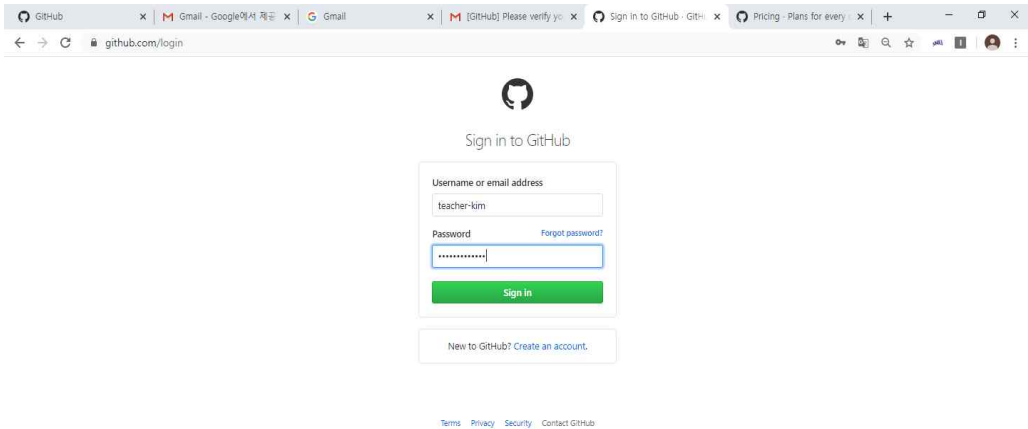 GitHub
Gmail - Google에서 제공
Gmail
[GitHub] Please verify yo
Sign in to GitHub · GitH
Pricing - Plans for every
github.com/login
Sign in to GitHub
Username or email address
teacher-kim
Password Forgot password?
•••••••••••••
Sign in
New to GitHub? Create an account.
Terms Privacy Security Contact GitHub